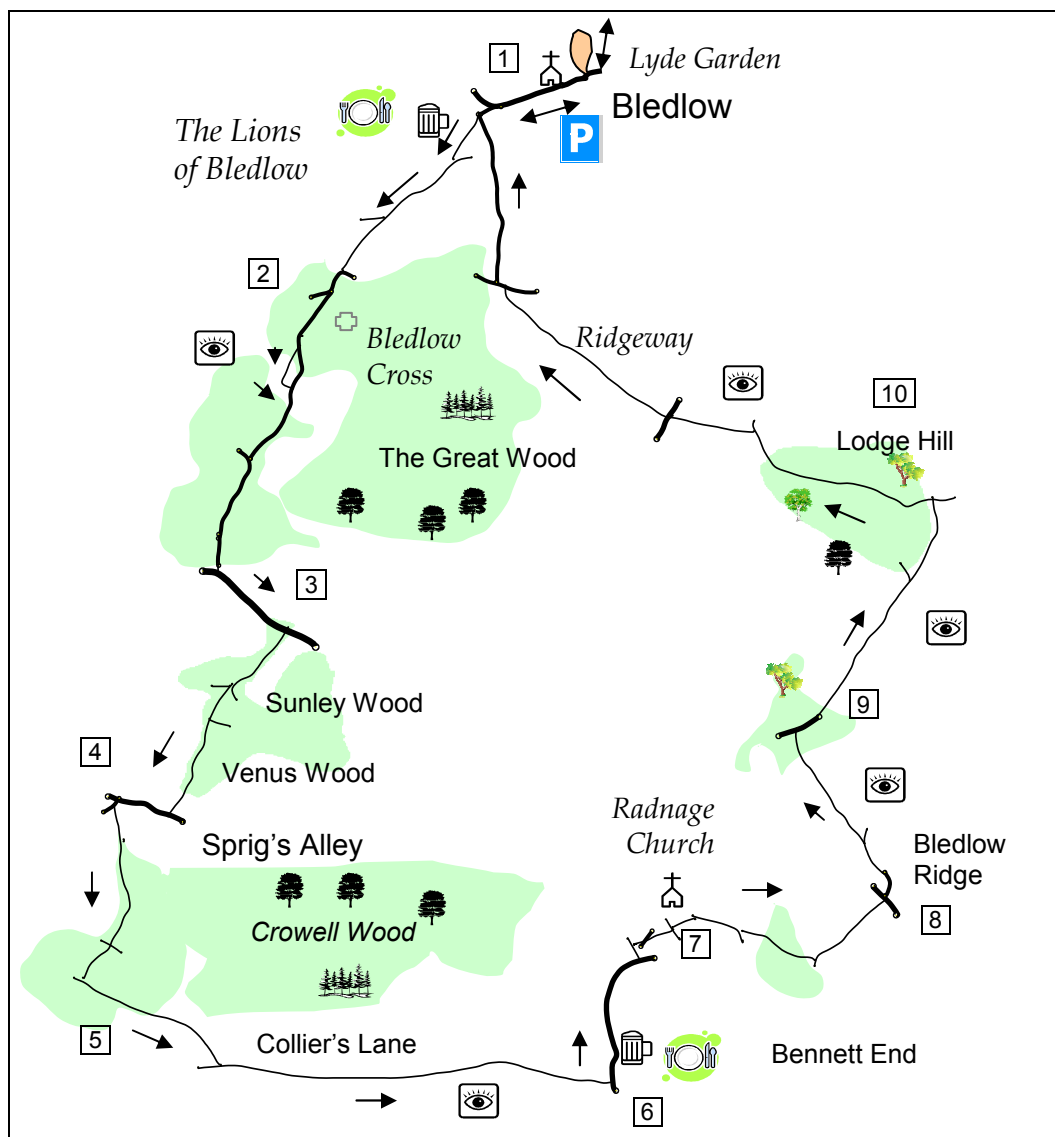 1
Lyde Garden
Bledlow
P
The Lions
of Bledlow
2
Bledlow
Cross
Ridgeway
10
Lodge Hill
The Great Wood
3
Sunley Wood
9
4
Venus Wood
Sprig's Alley
Radnage
Church
Bledlow
Ridge
8
Crowell Wood
7
5
Collier's Lane
Bennett End
6